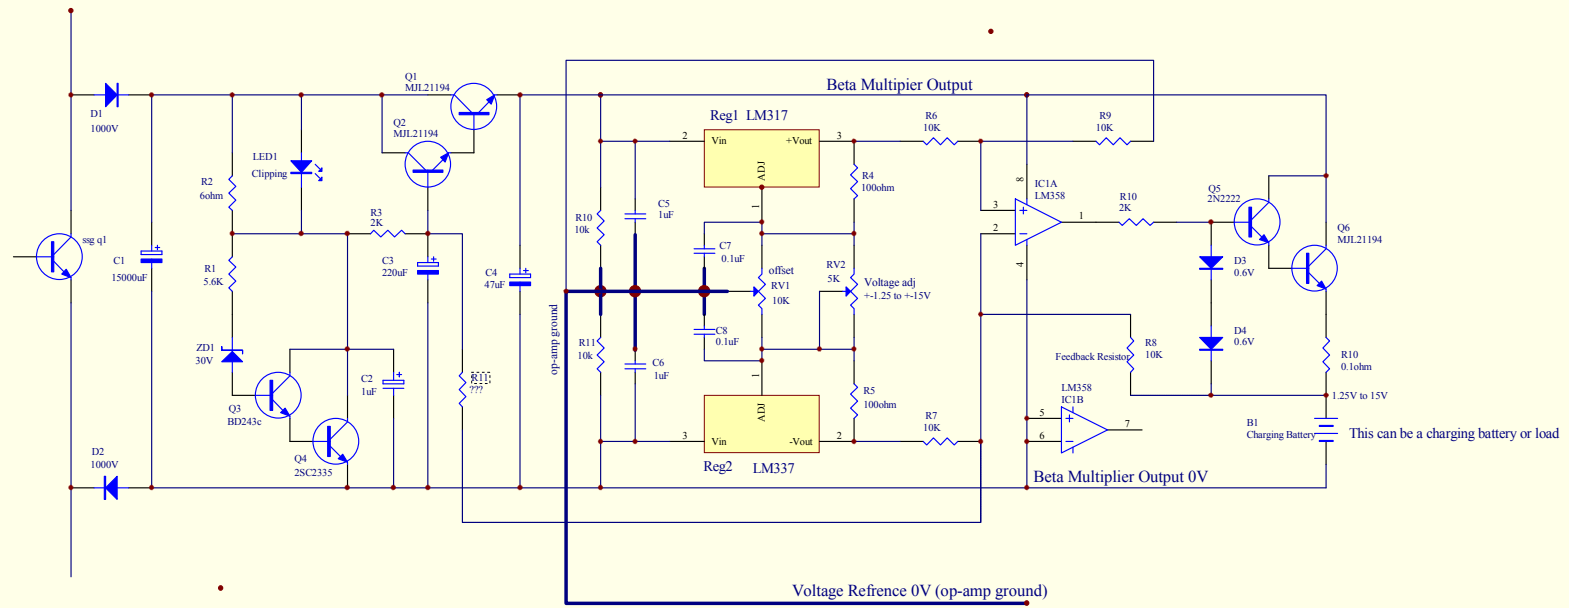 Q1
MJL21194
Beta Multipier Output
D1
1000V
Q2
MJL21194
Reg1 LM317
R6
10K
R9
10K
2
Vin
+Vout
3
ADJ
1
LED1
Clipping
R2
6ohm
R4
100ohm
8
IC1A
LM358
3
2
+
−
1
4
R10
2K
Q5
2N2222
Q6
MJL21194
ssg q1
R3
2K
R10
10k
C5
1uF
C7
0.1uF
offset
RV1
10K
RV2
5K
Voltage adj
+-1.25 to +-15V
C1
15000uF
+
R1
5.6K
C3
220uF
+
C4
47uF
+
D3
0.6V
op-amp ground
R11
10k
C8
0.1uF
C6
1uF
D4
0.6V
R8
10K
Feedback Resistor
R10
0.1ohm
ZD1
30V
C2
1uF
+
R11
???
1
ADJ
R5
100ohm
LM358
IC1B
1.25V to 15V
Q3
BD243c
R7
10K
5
6
+
−
7
B1
Charging Battery
This can be a charging battery or load
3
Vin
-Vout
2
Q4
2SC2335
D2
1000V
Reg2 LM337
Beta Multiplier Output 0V
Voltage Refrence 0V (op-amp ground)